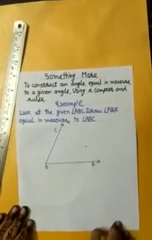 Something More
To construct an angle equal in measure
to a given angle, Using a compass and
ruler.
Example
Look at the given ∠ABC. Draw ∠PQR
equal in measure to ∠ABC
C
B